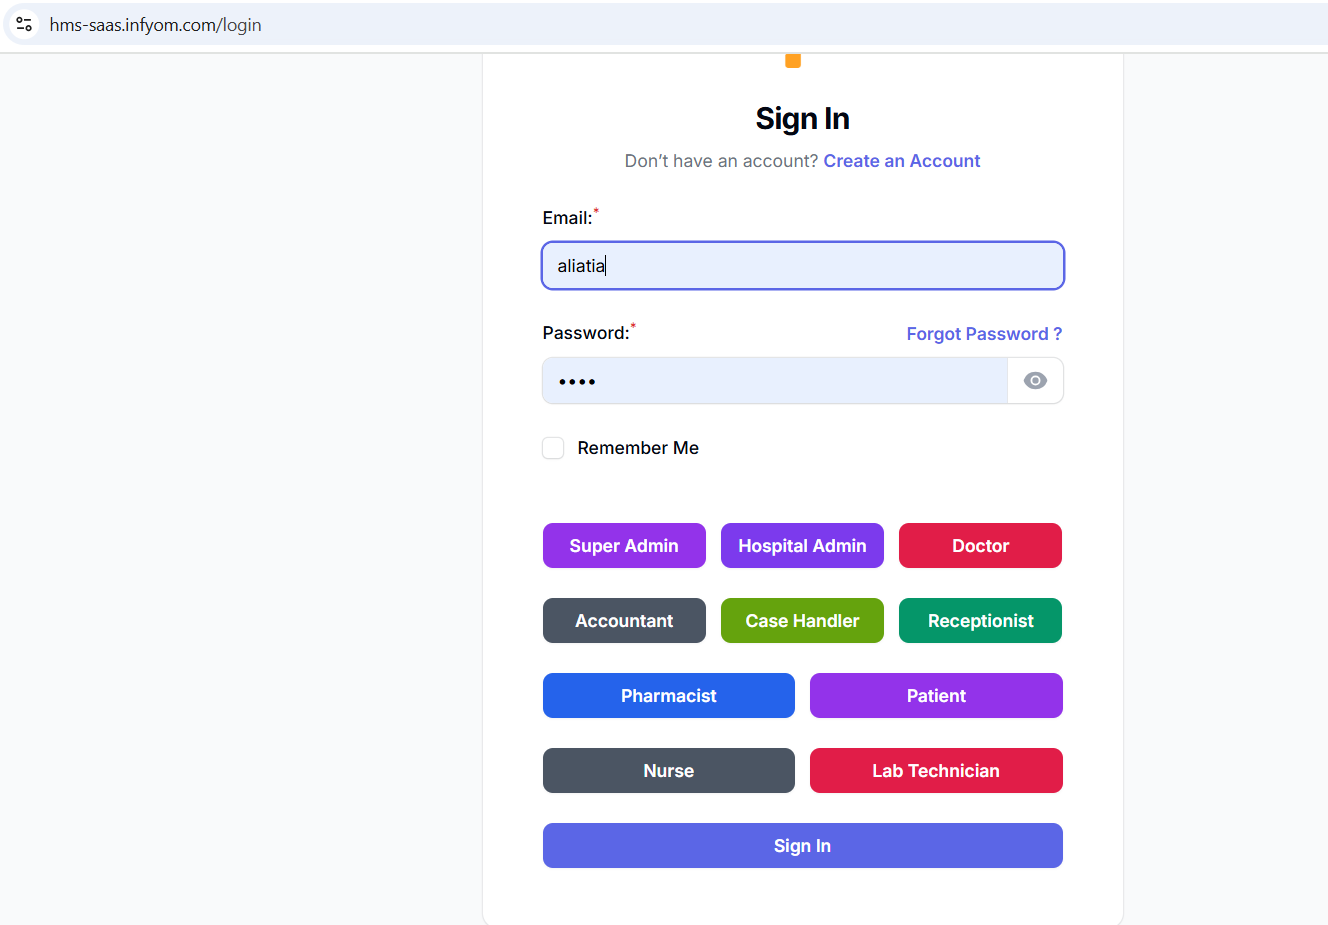 hms-saas.infyom.com/login
Sign In
Don’t have an account? Create an Account
Email:*
aliatia
Password:*
Forgot Password ?
••••
Remember Me
Super Admin
Hospital Admin
Doctor
Accountant
Case Handler
Receptionist
Pharmacist
Patient
Nurse
Lab Technician
Sign In